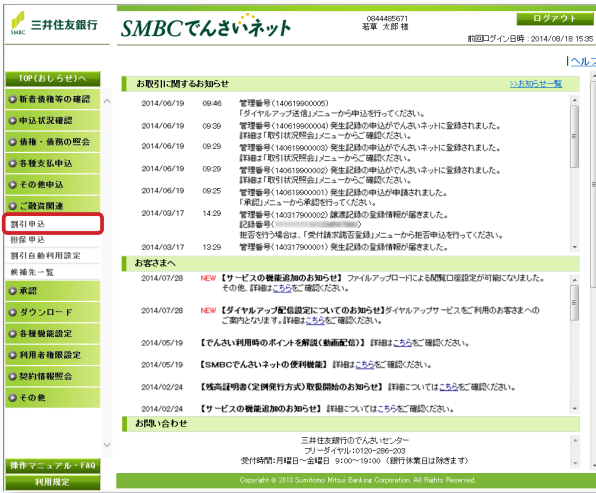 SMBC 三井住友銀行
SMBCでんさいネット
0844485671
若草 太郎 様
ログアウト
前回ログイン日時：2014/08/18 15:35
ヘルプ
TOP(おしらせ)へ
新着債権等の確認
申込状況確認
債権・債務の照会
各種支払申込
その他申込
ご融資関連
割引申込
担保申込
割引自動利用設定
候補先一覧
承認
ダウンロード
各種機能設定
利用者権限設定
契約情報照会
その他
操作マニュアル・FAQ
利用規定
お取引に関するお知らせ
>>お知らせ一覧
2014/06/19 09:46 管理番号(140619900005)
「ダイヤルアップ送信」メニューから申込を行ってください。
2014/06/19 09:39 管理番号(140619900004) 発生記録の申込がでんさいネットに登録されました。
詳細は「取引状況照会」メニューからご確認ください。
2014/06/19 09:29 管理番号(140619900003) 発生記録の申込がでんさいネットに登録されました。
詳細は「取引状況照会」メニューからご確認ください。
2014/06/19 09:29 管理番号(140619900002) 発生記録の申込がでんさいネットに登録されました。
詳細は「取引状況照会」メニューからご確認ください。
2014/06/19 09:25 管理番号(140619900001) 発生記録の申込が申請されました。
「承認」メニューから承認を行ってください。
2014/03/17 14:29 管理番号(140317900002) 譲渡記録の登録情報が届きました。
記録番号(
拒否を行う場合は、「受付請求諾否登録」メニューから拒否申込を行ってください。
2014/03/17 13:29 管理番号(140317900001) 発生記録の登録情報が届きました。
お客さまへ
2014/07/28 NEW 【サービスの機能追加のお知らせ】 ファイルアップロードによる閲覧口座設定が可能になりました。
その他、詳細はこちらをご確認ください。
2014/07/28 NEW 【ダイヤルアップ配信設定についてのお知らせ】ダイヤルアップサービスをご利用のお客さまへの
ご案内となります。詳細はこちらをご確認ください。
2014/05/19 【でんさい利用時のポイントを解説(動画配信)】 詳細はこちらをご確認ください。
2014/05/19 【SMBCでんさいネットの便利機能】 詳細はこちらをご確認ください。
2014/02/24 【残高証明書(定例発行方式)取扱開始のお知らせ】 詳細についてはこちらをご確認ください。
2014/02/24 【サービスの機能追加のお知らせ】 詳細についてはこちらをご確認ください。
お問い合わせ
三井住友銀行のでんさいセンター
フリーダイヤル：0120-286-203
受付時間：月曜日～金曜日 9:00～19:00 (銀行休業日は除きます)
Copyright © 2013 Sumitomo Mitsui Banking Corporation. All Rights Reserved.